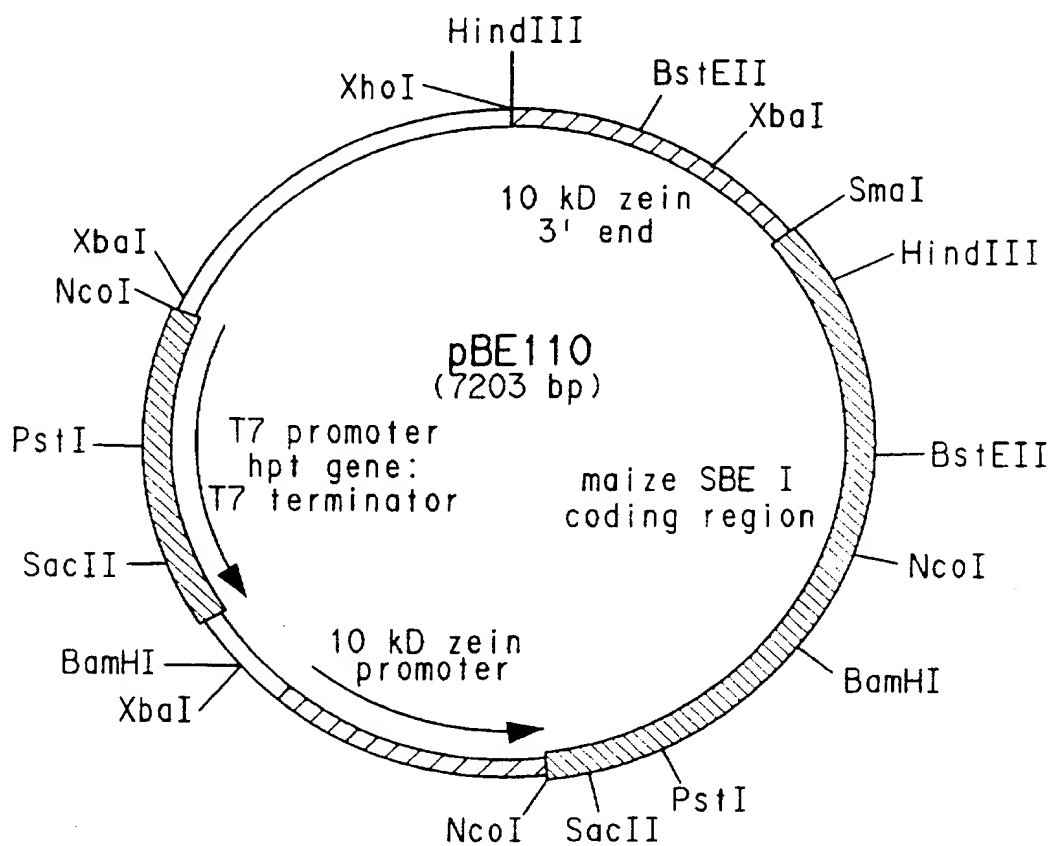 HindIII
XhoI
BstEII
XbaI
SmaI
HindIII
10 kD zein
3' end
XbaI
NcoI
pBE110
(7203 bp)
PstI
T7 promoter
hpt gene:
T7 terminator
maize SBE I
coding region
BstEII
SacII
NcoI
10 kD zein
promoter
BamHI
XbaI
BamHI
NcoI
SacII
PstI